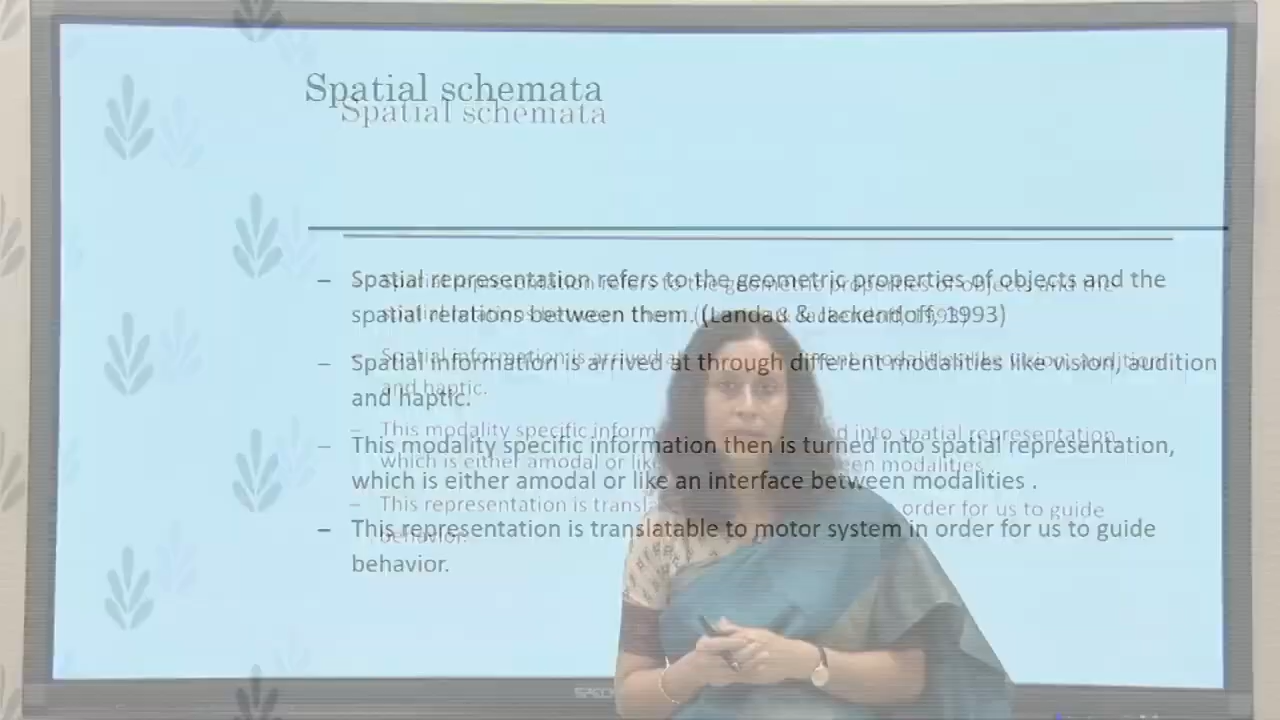 Spatial schemata
– Spatial representation refers to the geometric properties of objects and the
spatial relations between them. (Landau & Jackendoff, 1993)
– Spatial information is arrived at through different modalities like vision, audition
and haptic.
– This modality specific information then is turned into spatial representation,
which is either amodal or like an interface between modalities .
– This representation is translatable to motor system in order for us to guide
behavior.